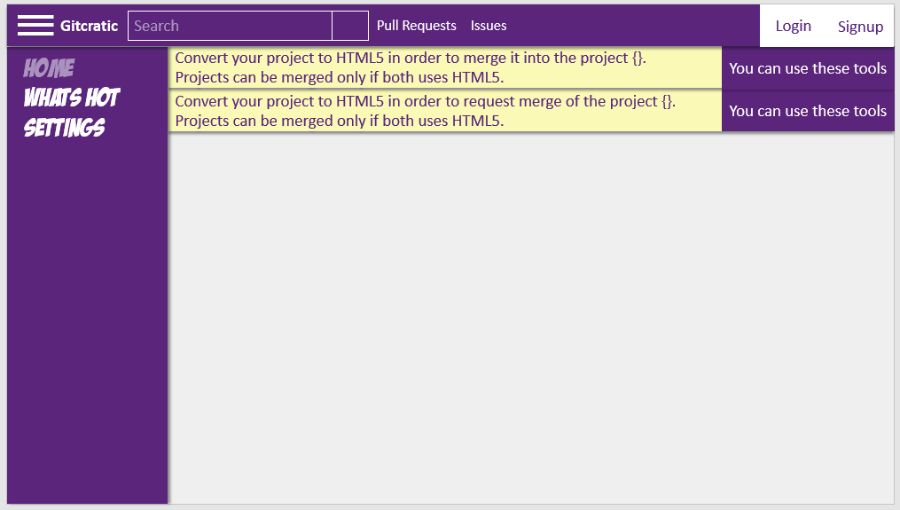 Gitcratic Search Pull Requests Issues Login Signup
HOME
WHATS HOT
SETTINGS
Convert your project to HTML5 in order to merge it into the project {}.
Projects can be merged only if both uses HTML5.
You can use these tools
Convert your project to HTML5 in order to request merge of the project {}.
Projects can be merged only if both uses HTML5.
You can use these tools